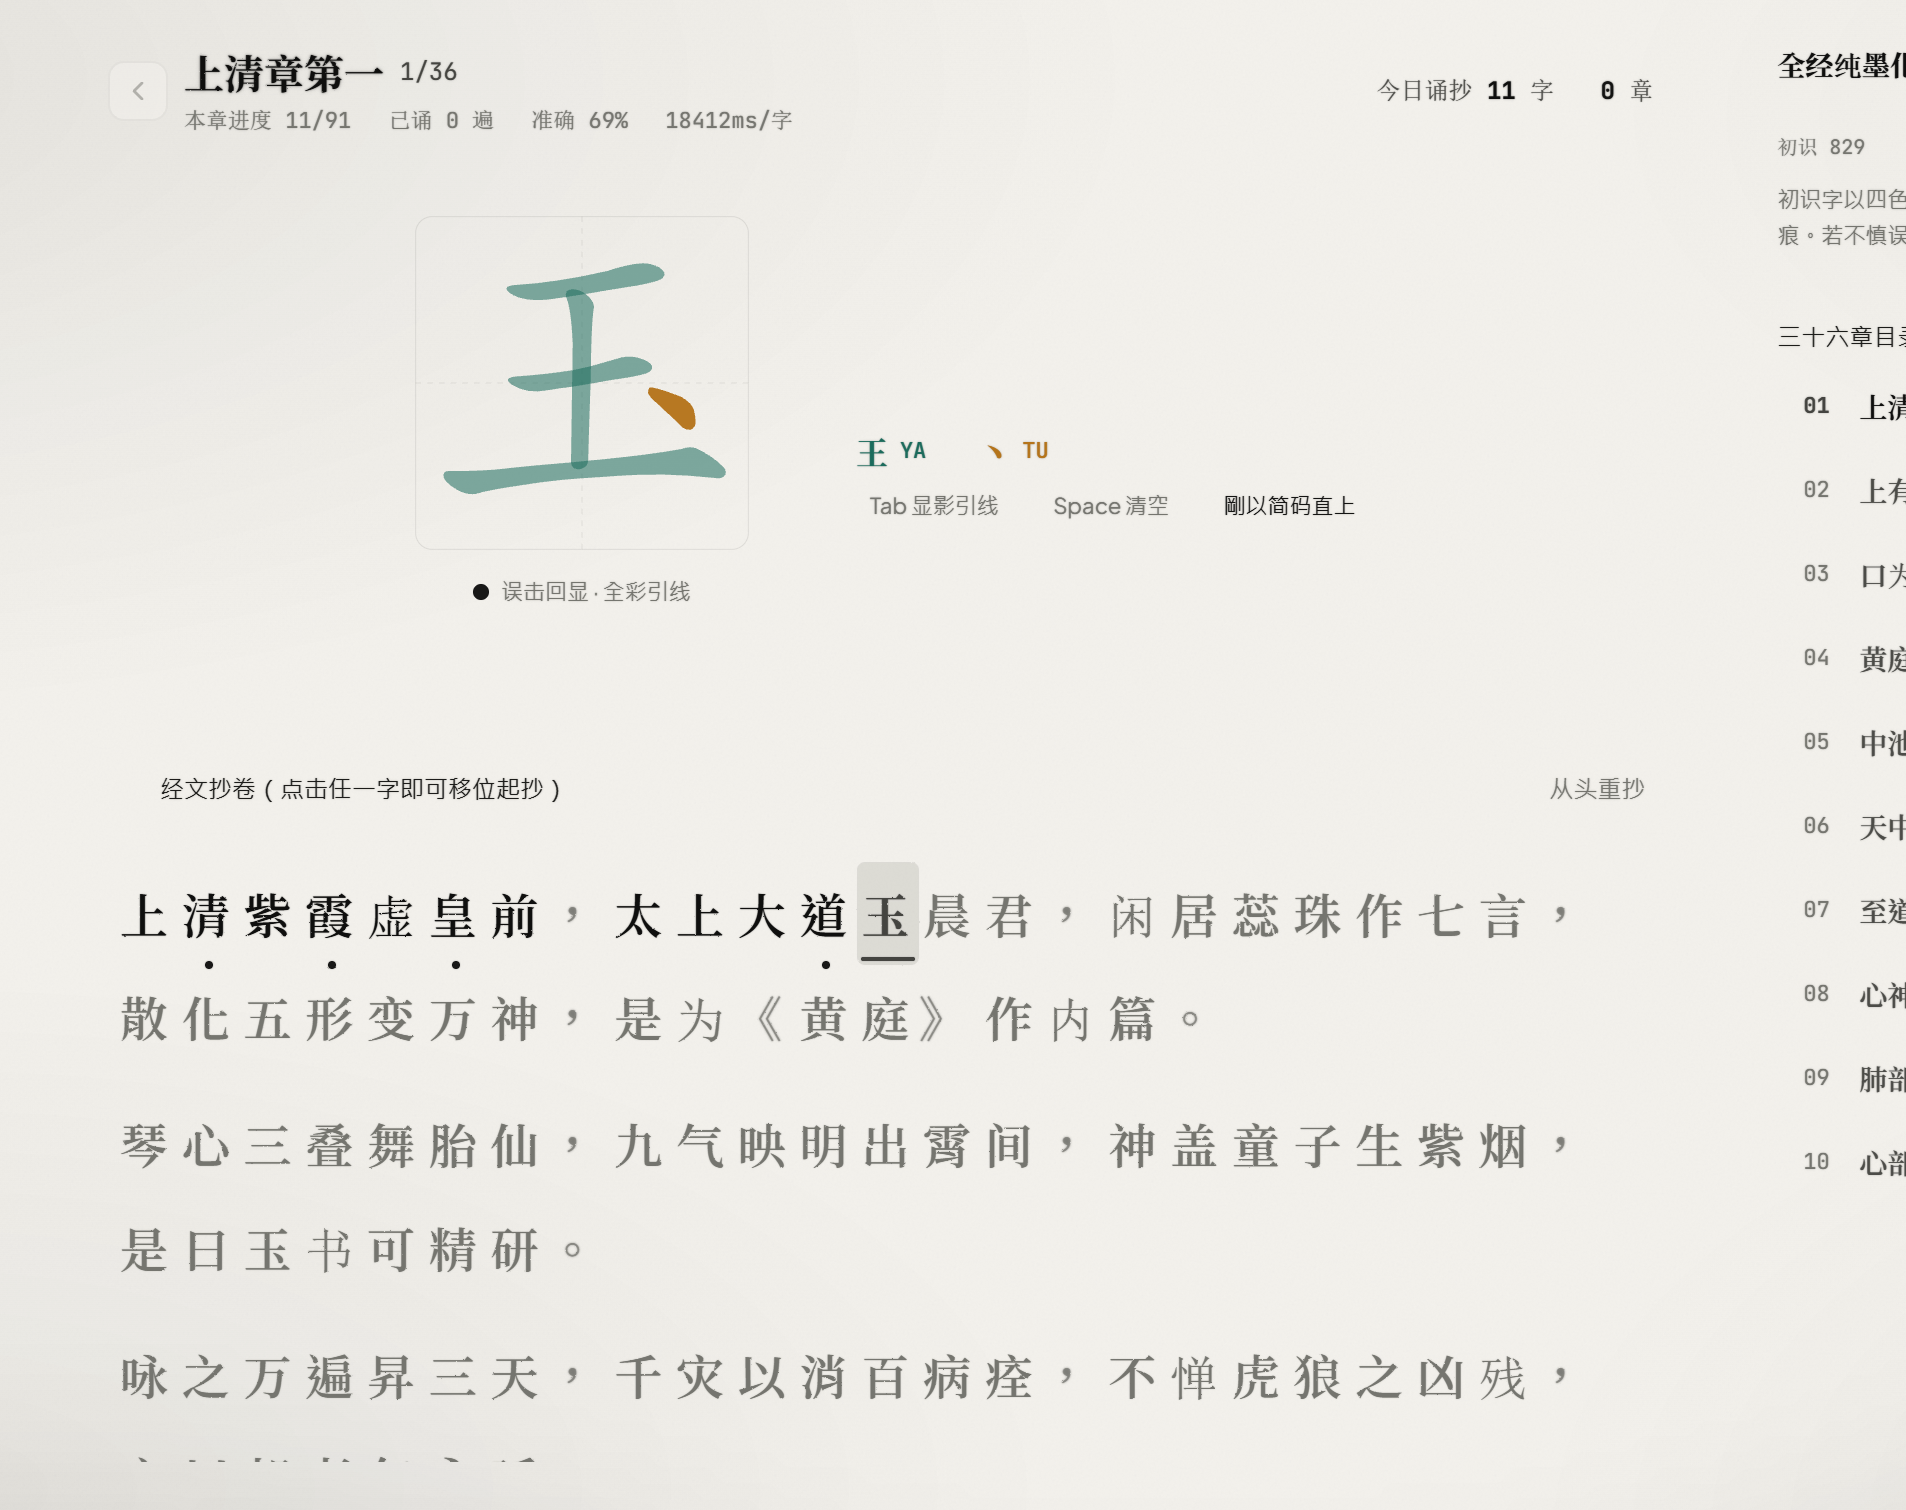 上清章第一 1/36
本章进度 11/91 已诵 0 遍 准确 69% 18412ms/字
今日诵抄 11 字 0 章
玉
王 YA 丶 TU
Tab 显影引线 Space 清空 剛以简码直上
误击回显 · 全彩引线
经文抄卷 ( 点击任一字即可移位起抄 )
从头重抄
上清紫霞虚皇前，太上大道玉晨君，闲居蕊珠作七言，
散化五形变万神，是为《黄庭》作内篇。
琴心三叠舞胎仙，九气映明出霄间，神盖童子生紫烟，
是曰玉书可精研。
咏之万遍昇三天，千灾以消百病痊，不惮虎狼之凶残，
全经纯墨
初识 829
初识字以四色
痕。若不慎误
三十六章目
01 上清
02 上有
03 口为
04 黄庭
05 中池
06 天中
07 至道
08 心神
09 肺部
10 心部